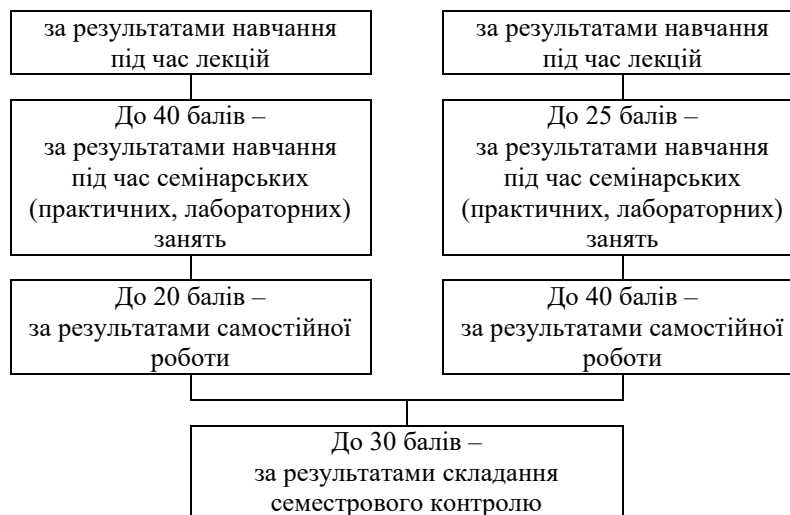 за результатами навчання
під час лекцій
за результатами навчання
під час лекцій
До 40 балів –
за результатами навчання
під час семінарських
(практичних, лабораторних)
занять
До 25 балів –
за результатами навчання
під час семінарських
(практичних, лабораторних)
занять
До 20 балів –
за результатами самостійної
роботи
До 40 балів –
за результатами самостійної
роботи
До 30 балів –
за результатами складання
семестрового контролю